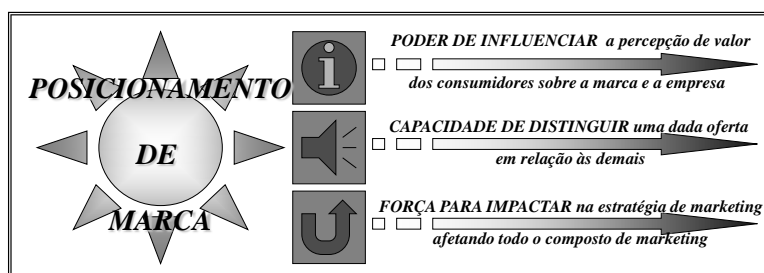 POSICIONAMENTO
DE
MARCA
i
PODER DE INFLUENCIAR a percepção de valor
dos consumidores sobre a marca e a empresa
CAPACIDADE DE DISTINGUIR uma dada oferta
em relação às demais
FORÇA PARA IMPACTAR na estratégia de marketing
afetando todo o composto de marketing